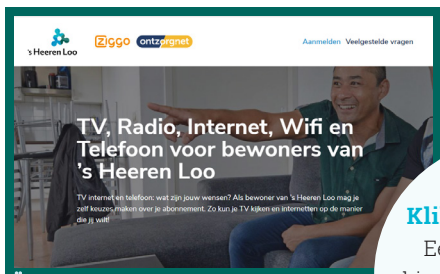 's Heeren Loo
Ziggo ontzorgnet
Aanmelden Veelgestelde vragen
TV, Radio, Internet, Wifi en
Telefoon voor bewoners van
's Heeren Loo
TV internet en telefoon: wat zijn jouw wensen? Als bewoner van 's Heeren Loo mag je
zelf keuzes maken over je abonnement. Zo kun je TV kijken en internetten op de manier
die jij wilt!
Kli
Ee